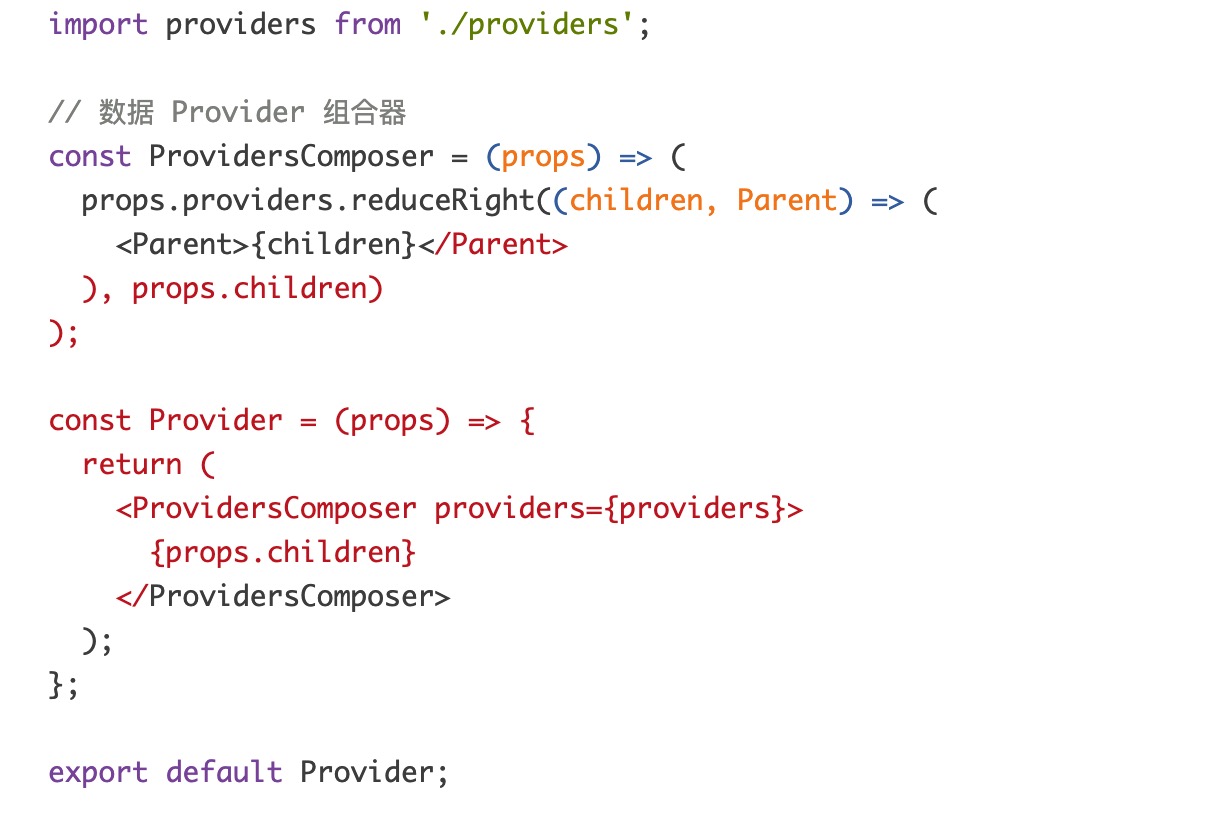 import providers from './providers';
// 数据 Provider 组合器
const ProvidersComposer = (props) => (
  props.providers.reduceRight((children, Parent) => (
    <Parent>{children}</Parent>
  ), props.children)
);
const Provider = (props) => {
  return (
    <ProvidersComposer providers={providers}>
      {props.children}
    </ProvidersComposer>
  );
};
export default Provider;